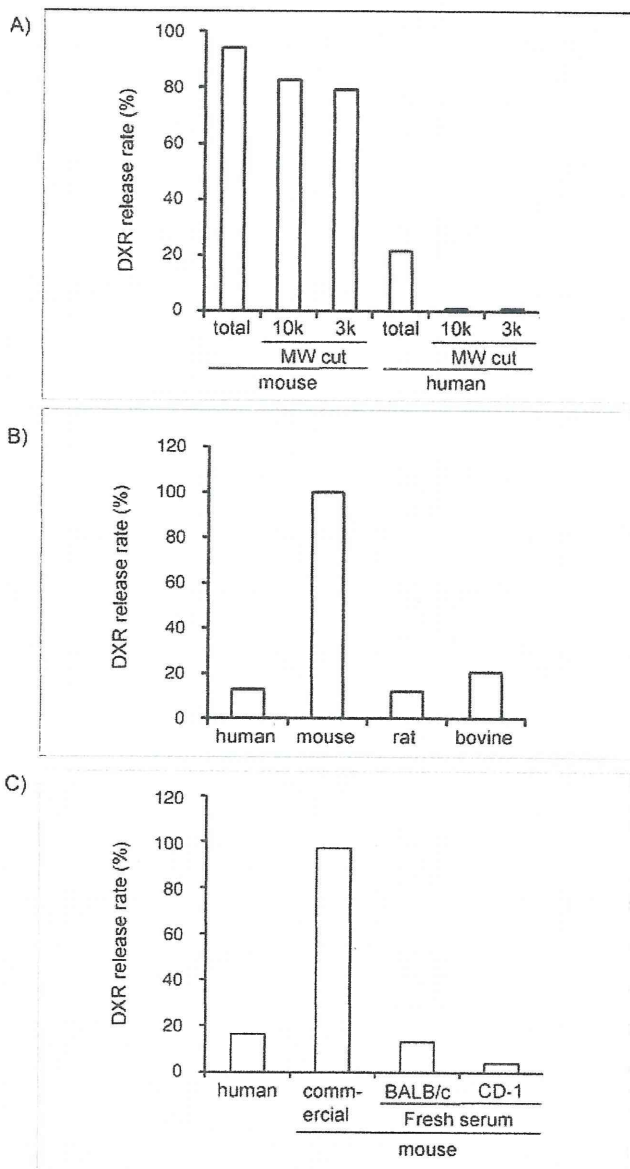 A)
DXR release rate (%)
100
80
60
40
20
0
total 10k 3k total 10k 3k
MW cut MW cut
mouse human
B)
DXR release rate (%)
120
100
80
60
40
20
0
human mouse rat bovine
C)
DXR release rate (%)
120
100
80
60
40
20
0
human comm- BALB/c CD-1
ercial Fresh serum
mouse